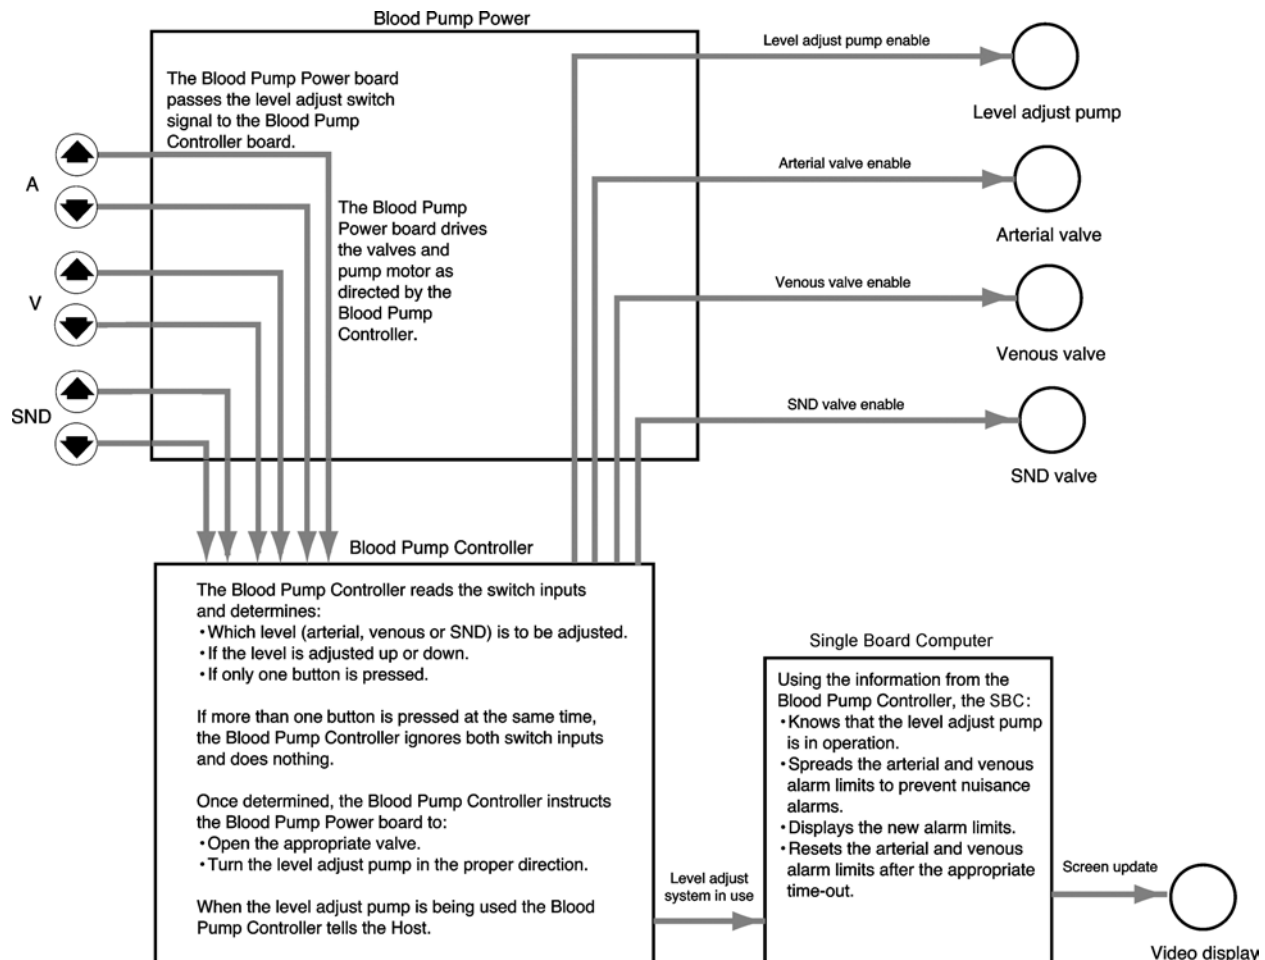 Blood Pump Power
The Blood Pump Power board
passes the level adjust switch
signal to the Blood Pump
Controller board.
The Blood Pump
Power board drives
the valves and
pump motor as
directed by the
Blood Pump
Controller.
A
V
SND
Level adjust pump enable
Level adjust pump
Arterial valve enable
Arterial valve
Venous valve enable
Venous valve
SND valve enable
SND valve
Blood Pump Controller
The Blood Pump Controller reads the switch inputs
and determines:
•Which level (arterial, venous or SND) is to be adjusted.
•If the level is adjusted up or down.
•If only one button is pressed.
If more than one button is pressed at the same time,
the Blood Pump Controller ignores both switch inputs
and does nothing.
Once determined, the Blood Pump Controller instructs
the Blood Pump Power board to:
•Open the appropriate valve.
•Turn the level adjust pump in the proper direction.
When the level adjust pump is being used the Blood
Pump Controller tells the Host.
Level adjust
system in use
Single Board Computer
Using the information from the
Blood Pump Controller, the SBC:
•Knows that the level adjust pump
is in operation.
•Spreads the arterial and venous
alarm limits to prevent nuisance
alarms.
•Displays the new alarm limits.
•Resets the arterial and venous
alarm limits after the appropriate
time-out.
Screen update
Video display